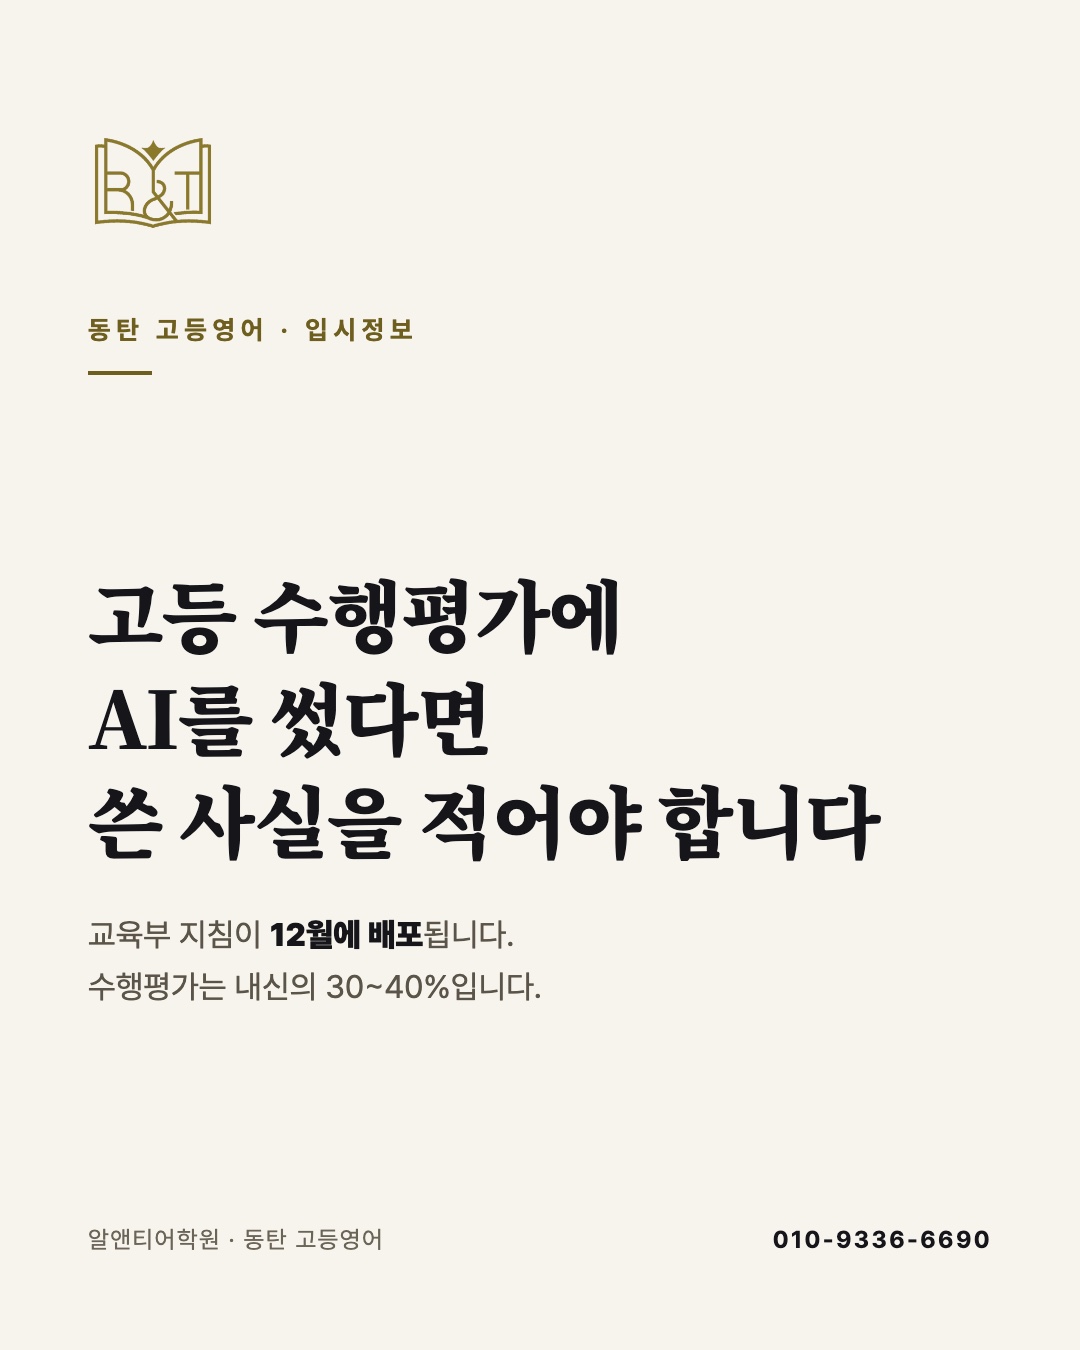 R&T
동탄 고등영어 · 입시정보
고등 수행평가에
AI를 썼다면
쓴 사실을 적어야 합니다
교육부 지침이 12월에 배포됩니다.
수행평가는 내신의 30~40%입니다.
알앤티어학원 · 동탄 고등영어
010-9336-6690